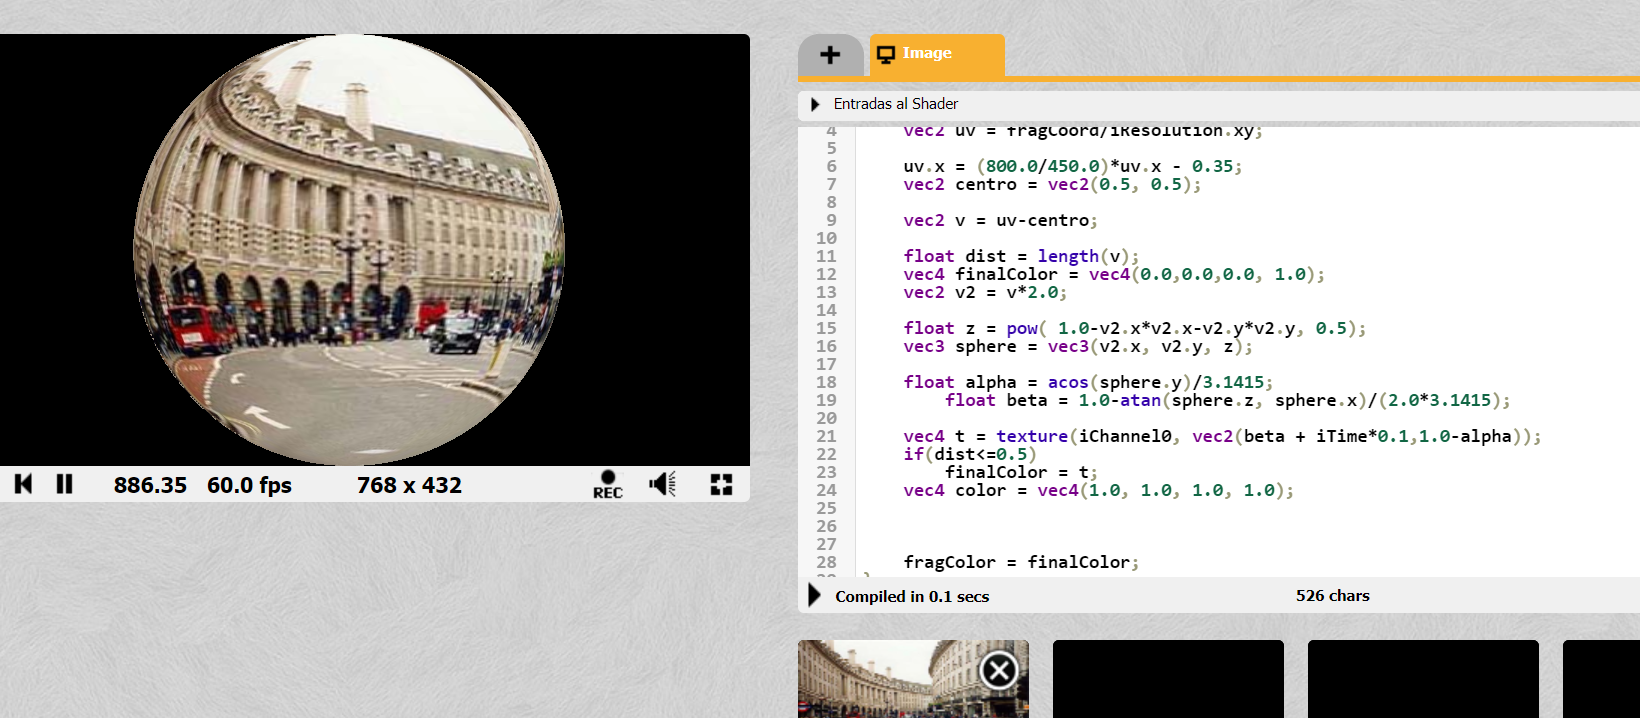 Image
Entradas al Shader
4 vec2 uv = fragCoord/iResolution.xy;
5
6 uv.x = (800.0/450.0)*uv.x - 0.35;
7 vec2 centro = vec2(0.5, 0.5);
8
9 vec2 v = uv-centro;
10
11 float dist = length(v);
12 vec4 finalColor = vec4(0.0,0.0,0.0, 1.0);
13 vec2 v2 = v*2.0;
14
15 float z = pow( 1.0-v2.x*v2.x-v2.y*v2.y, 0.5);
16 vec3 sphere = vec3(v2.x, v2.y, z);
17
18 float alpha = acos(sphere.y)/3.1415;
19 float beta = 1.0-atan(sphere.z, sphere.x)/(2.0*3.1415);
20
21 vec4 t = texture(iChannel0, vec2(beta + iTime*0.1,1.0-alpha));
22 if(dist<=0.5)
23 finalColor = t;
24 vec4 color = vec4(1.0, 1.0, 1.0, 1.0);
25
26
27
28 fragColor = finalColor;
886.35 60.0 fps 768 x 432 REC
Compiled in 0.1 secs 526 chars